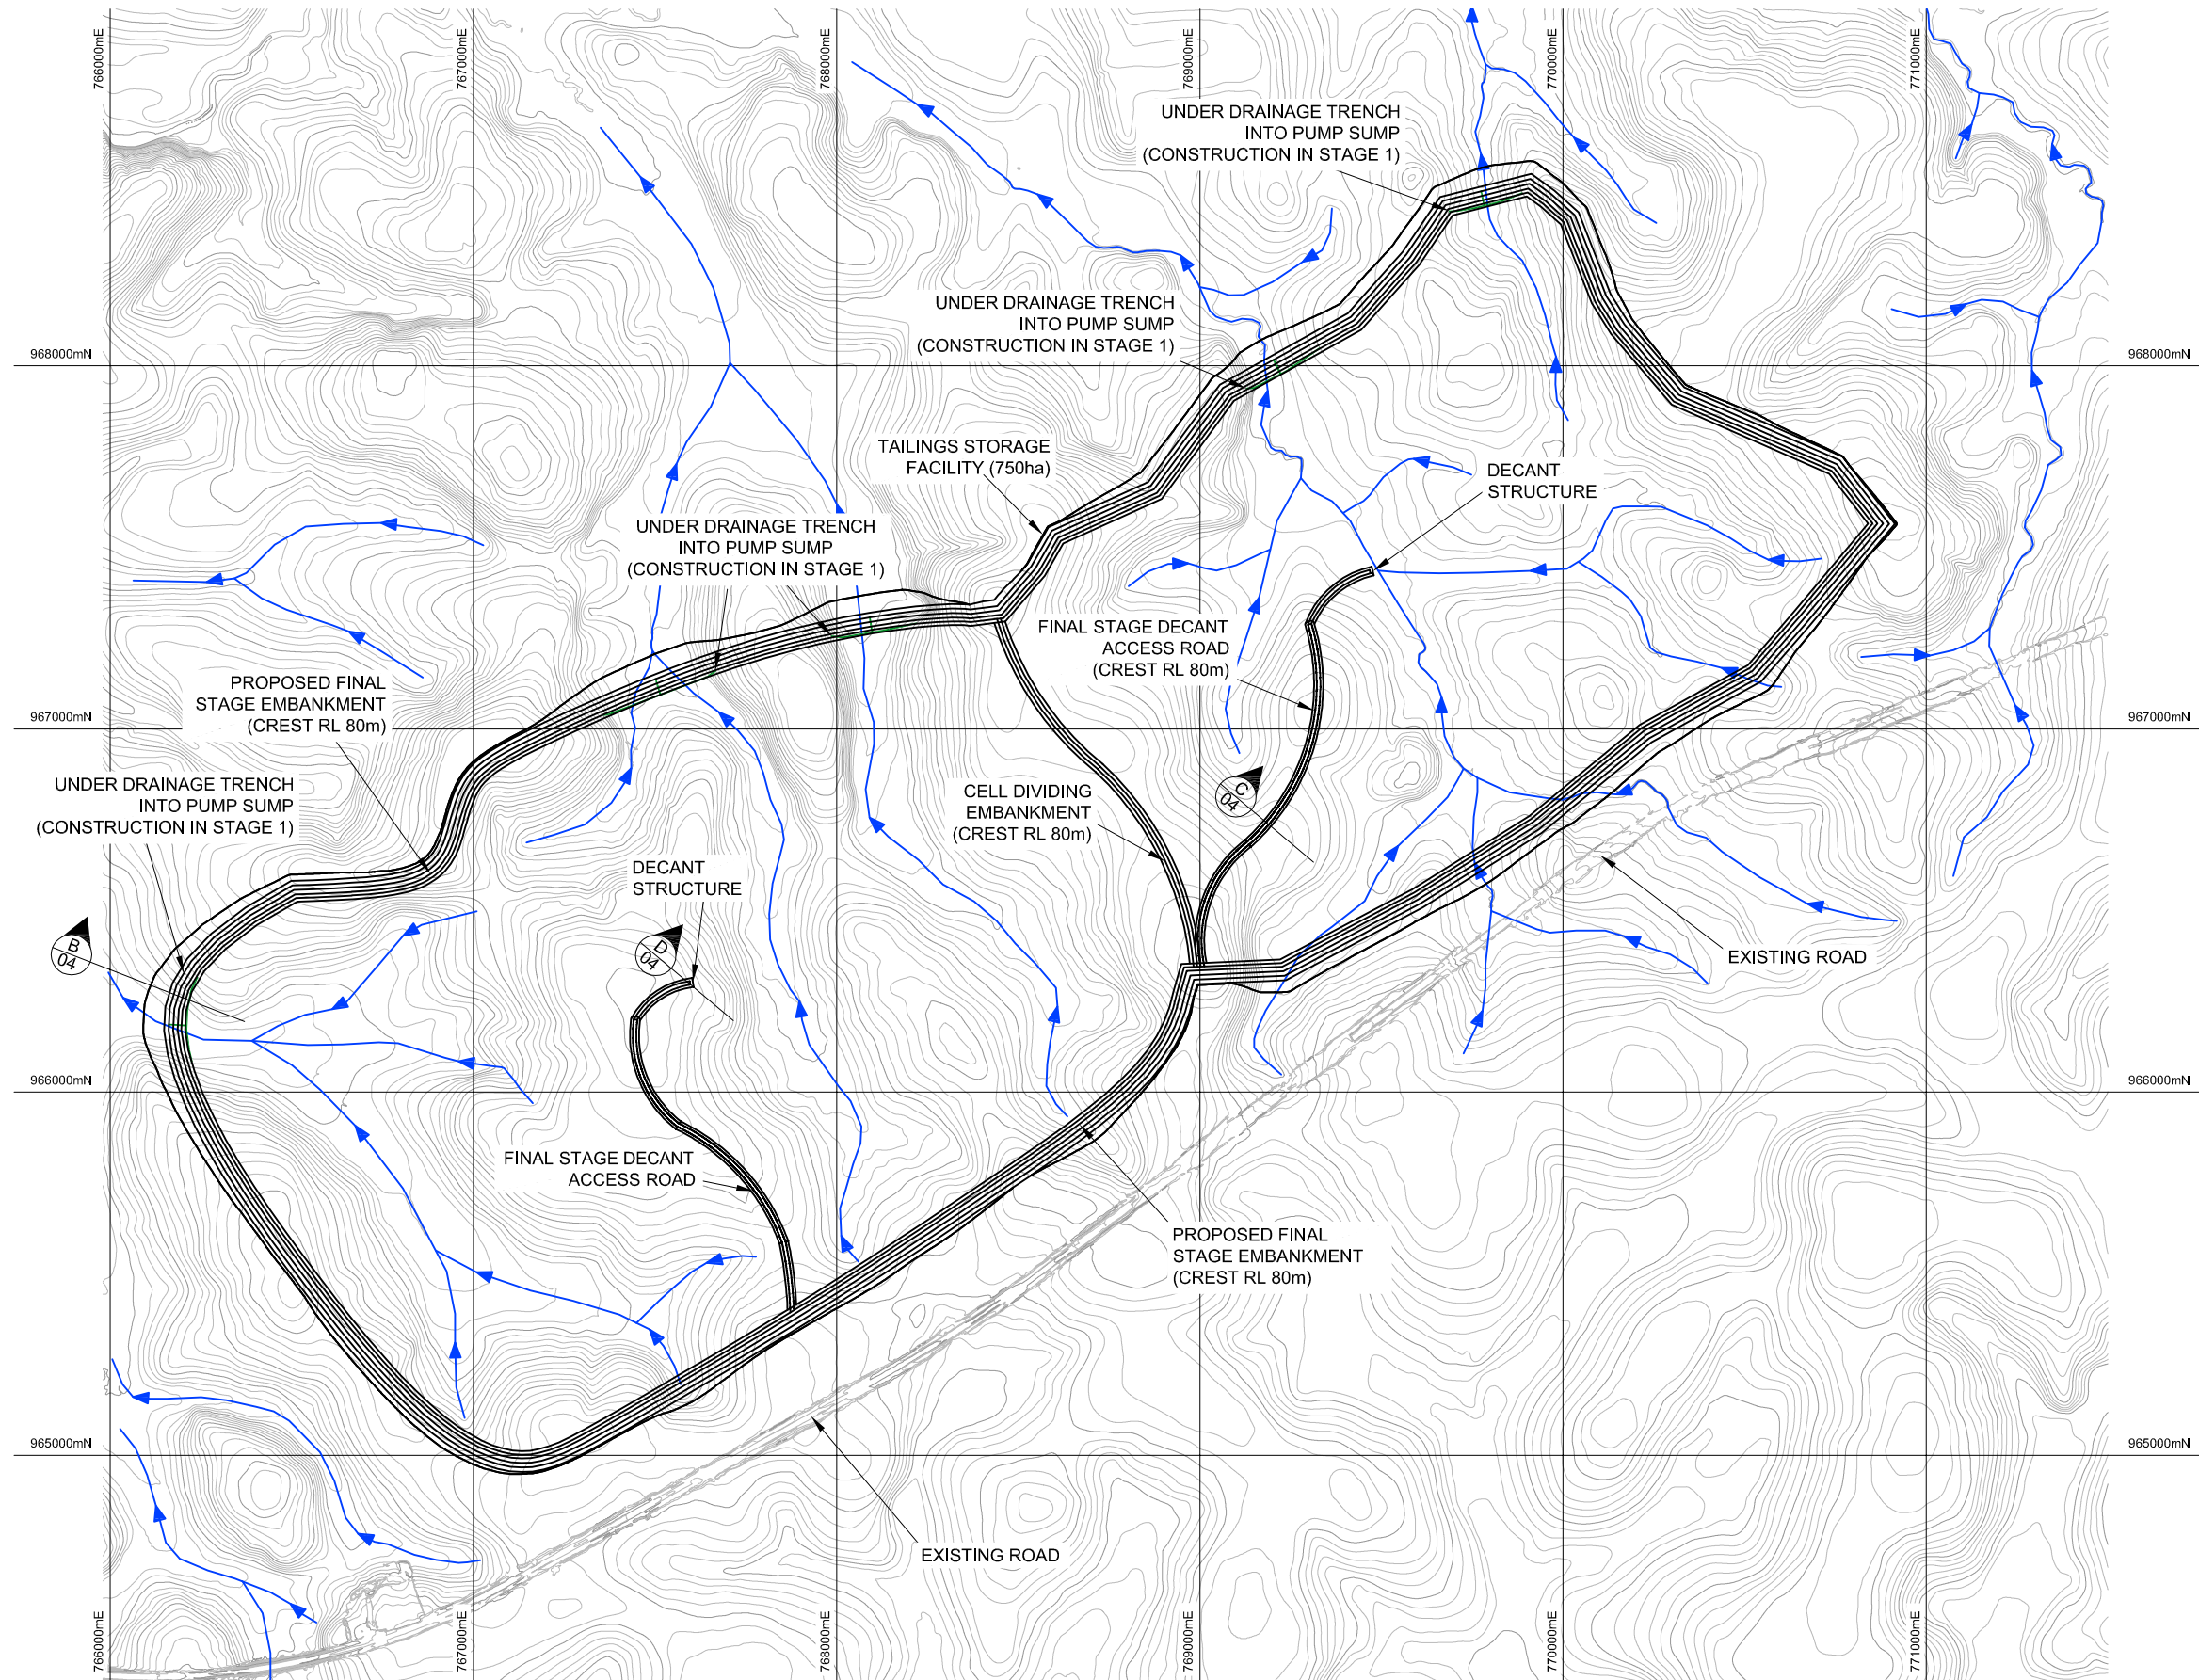 766000mE
767000mE
768000mE
769000mE
770000mE
771000mE
UNDER DRAINAGE TRENCH
INTO PUMP SUMP
(CONSTRUCTION IN STAGE 1)
UNDER DRAINAGE TRENCH
INTO PUMP SUMP
(CONSTRUCTION IN STAGE 1)
968000mN
968000mN
TAILINGS STORAGE
FACILITY (750ha)
DECANT
STRUCTURE
UNDER DRAINAGE TRENCH
INTO PUMP SUMP
(CONSTRUCTION IN STAGE 1)
FINAL STAGE DECANT
ACCESS ROAD
(CREST RL 80m)
PROPOSED FINAL
STAGE EMBANKMENT
(CREST RL 80m)
967000mN
967000mN
UNDER DRAINAGE TRENCH
INTO PUMP SUMP
(CONSTRUCTION IN STAGE 1)
CELL DIVIDING
EMBANKMENT
(CREST RL 80m)
C
04
DECANT
STRUCTURE
B
04
D
04
EXISTING ROAD
966000mN
966000mN
FINAL STAGE DECANT
ACCESS ROAD
PROPOSED FINAL
STAGE EMBANKMENT
(CREST RL 80m)
965000mN
965000mN
EXISTING ROAD
766000mE
767000mE
768000mE
769000mE
770000mE
771000mE